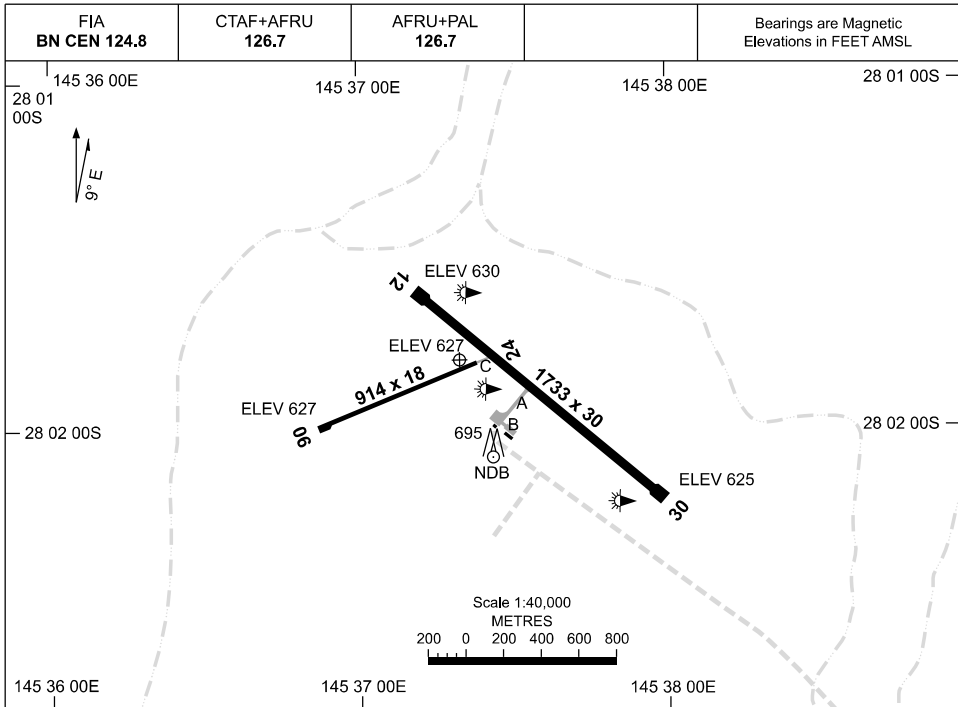 FIA
BN CEN 124.8
CTAF+AFRU
126.7
AFRU+PAL
126.7
Bearings are Magnetic
Elevations in FEET AMSL
145 36 00E
145 37 00E
145 38 00E
28 01 00S
28 01
00S
9° E
12
ELEV 630
ELEV 627
24
C
914 x 18
1733 x 30
A
ELEV 627
06
B
28 02 00S
28 02 00S
695
NDB
ELEV 625
30
Scale 1:40,000
METRES
200 0 200 400 600 800
145 36 00E
145 37 00E
145 38 00E